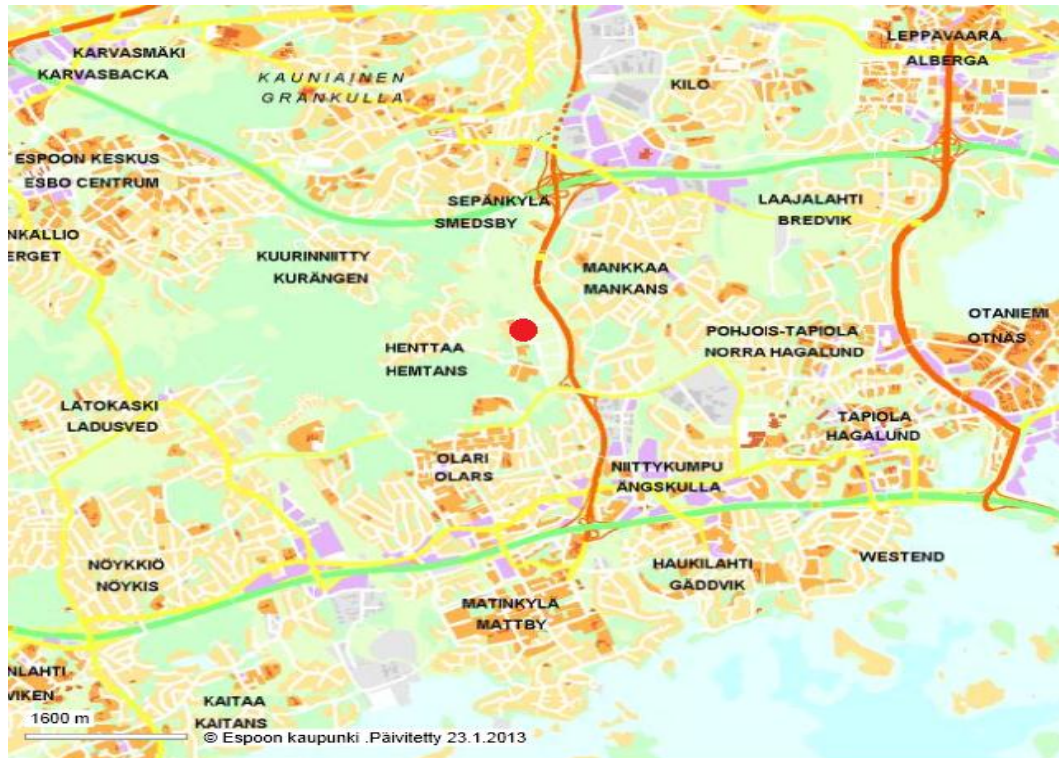 LEPPÄVAARA
ALBERGA
KARVASMÄKI
KARVASBACKA
KAUNIAINEN
GRÄNKULLA
KILO
ESPOON KESKUS
ESBO CENTRUM
SEPÄNKYLÄ
SMEDSBY
LAAJALAHTI
BREDVIK
NKALLIO
ERGET
KUURINNIITTY
KURÄNGEN
MANKKAA
MANKANS
OTANIEMI
OTNÄS
POHJOIS-TAPIOLA
NORRA HAGALUND
HENTTAA
HEMTANS
LATOKASKI
LADUSVED
TAPIOLA
HAGALUND
OLARI
OLARS
NIITTYKUMPU
ÄNGSKULLA
NÖYKKIÖ
NÖYKIS
HAUKILAHTI
GÄDDVIK
WESTEND
MATINKYLÄ
MATTBY
NLAHTI
VIKEN
KAITAA
KAITANS
1600 m
© Espoon kaupunki .Päivitetty 23.1.2013